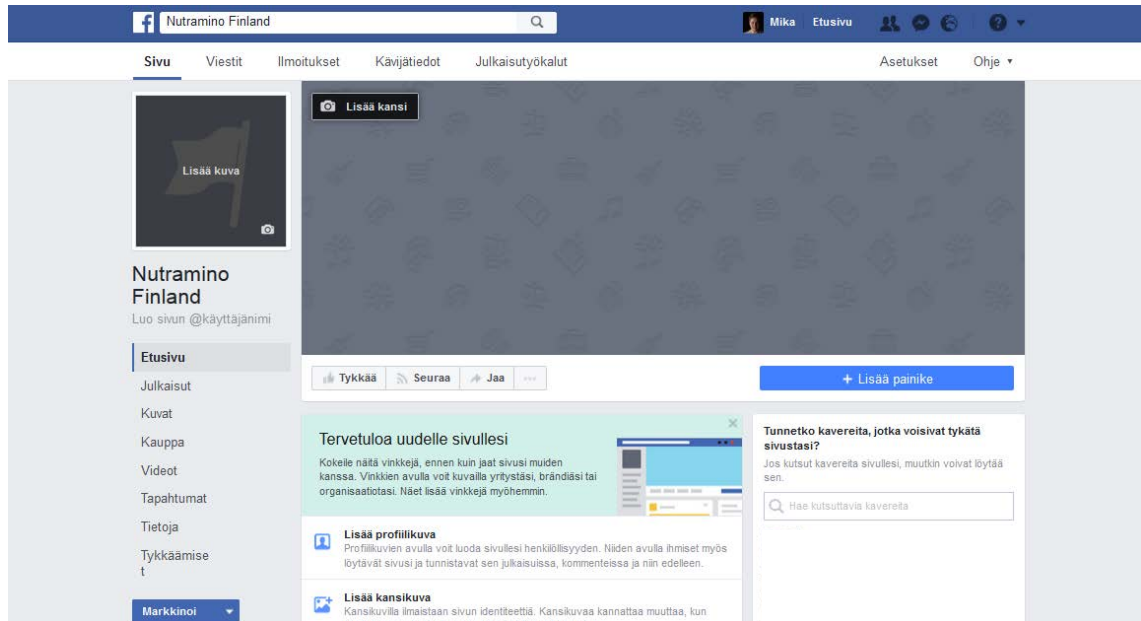 Nutramino Finland
Mika Etusivu
Sivu Viestit Ilmoitukset Kävijätiedot Julkaisutyökalut Asetukset Ohje
Lisää kansi
Lisää kuva
Nutramino
Finland
Luo sivun @käyttäjänimi
Etusivu
Julkaisut
Kuvat
Kauppa
Videot
Tapahtumat
Tietoja
Tykkäämise
t
Markkinoi
Tykkää Seuraa Jaa
+ Lisää painike
Tervetuloa uudelle sivullesi
Kokeile näitä vinkkejä, ennen kuin jaat sivusi muiden
kanssa. Vinkkien avulla voit kuvailla yritystäsi, brändiäsi tai
organisaatiotasi. Näet lisää vinkkejä myöhemmin.
Lisää profiilikuva
Profiilikuvien avulla voit luoda sivullesi henkilöllisyyden. Niiden avulla ihmiset myös
löytävät sivusi ja tunnistavat sen julkaisuissa, kommenteissa ja niin edelleen.
Lisää kansikuva
Kansikuvilla ilmaistaan sivun identiteettiä. Kansikuvaa kannattaa muuttaa, kun
Tunnetko kavereita, jotka voisivat tykätä
sivustasi?
Jos kutsut kavereita sivullesi, muutkin voivat löytää
sen.
Hae kutsuttavia kavereita